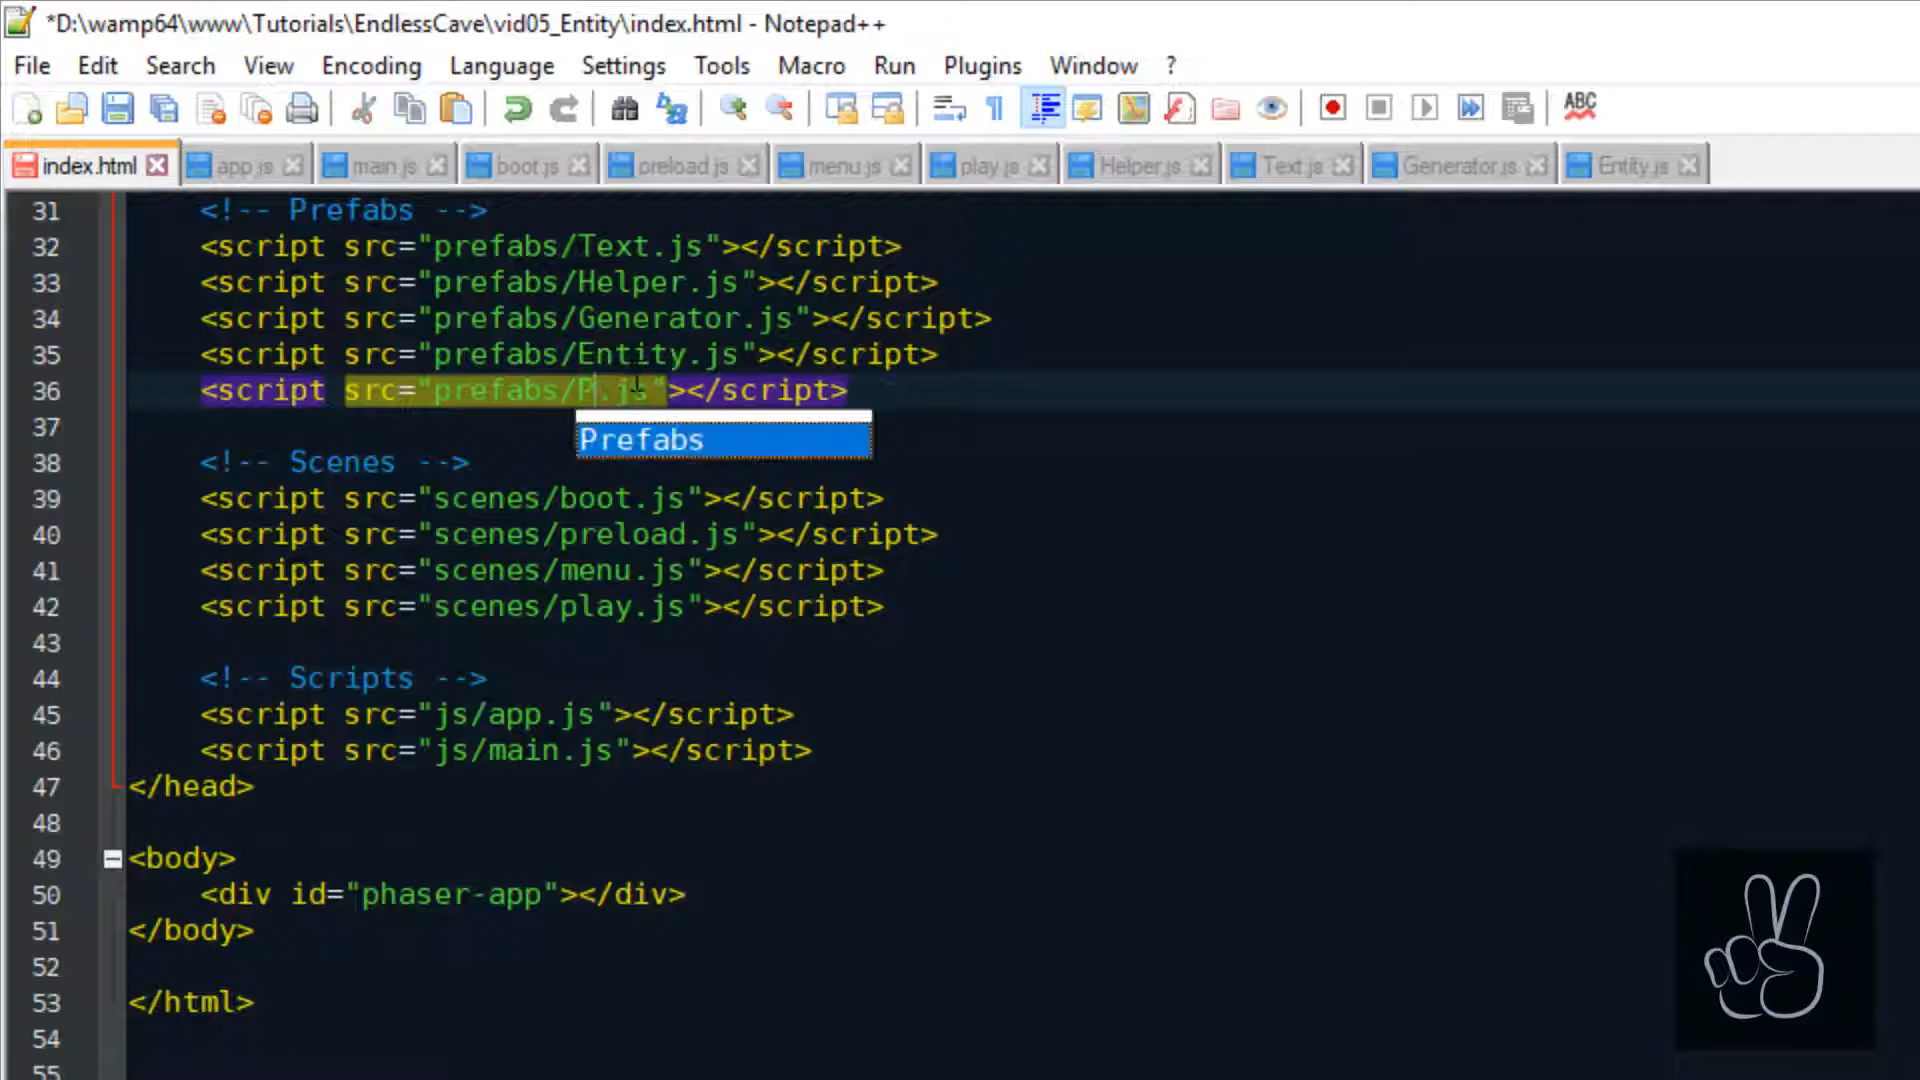 *D:\wamp64\www\Tutorials\EndlessCave\vid05_Entity\index.html - Notepad++
File Edit Search View Encoding Language Settings Tools Macro Run Plugins Window ?
ABC
index.html app.js main.js boot.js preload.js menu.js play.js Helper.js Text.js Generator.js Entity.js
31 <!-- Prefabs -->
32 <script src="prefabs/Text.js"></script>
33 <script src="prefabs/Helper.js"></script>
34 <script src="prefabs/Generator.js"></script>
35 <script src="prefabs/Entity.js"></script>
36 <script src="prefabs/P.js"></script>
37
Prefabs
38 <!-- Scenes -->
39 <script src="scenes/boot.js"></script>
40 <script src="scenes/preload.js"></script>
41 <script src="scenes/menu.js"></script>
42 <script src="scenes/play.js"></script>
43
44 <!-- Scripts -->
45 <script src="js/app.js"></script>
46 <script src="js/main.js"></script>
47 </head>
48
49 <body>
50 <div id="phaser-app"></div>
51 </body>
52
53 </html>
54
55